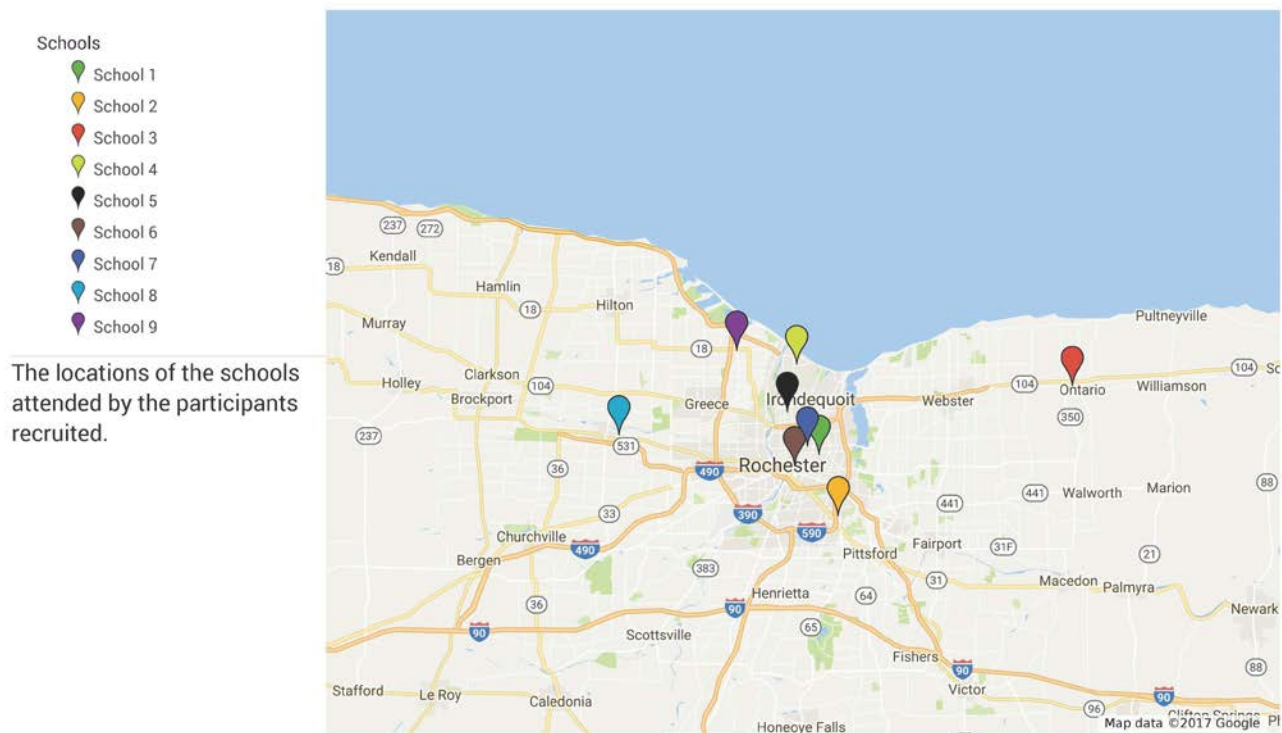 Schools
School 1
School 2
School 3
School 4
School 5
School 6
School 7
School 8
School 9
The locations of the schools
attended by the participants
recruited.
237
272
Kendall
18
Hamlin
18
Hilton
Murray
18
Pultneyville
Clarkson
104
Holley
Brockport
Greece
Irondequoit
Webster
104
Ontario
Williamson
104
350
237
531
Rochester
490
36
441
441
Walworth
Marion
88
33
390
590
Churchville
490
Bergen
Pittsford
Fairport
31F
21
383
31
Macedon
Palmyra
Henrietta
64
36
90
Newark
90
Scottsville
65
Fishers
90
88
Stafford
Le Roy
Caledonia
Victor
90
96
Honeoye Falls
Map data ©2017 Google